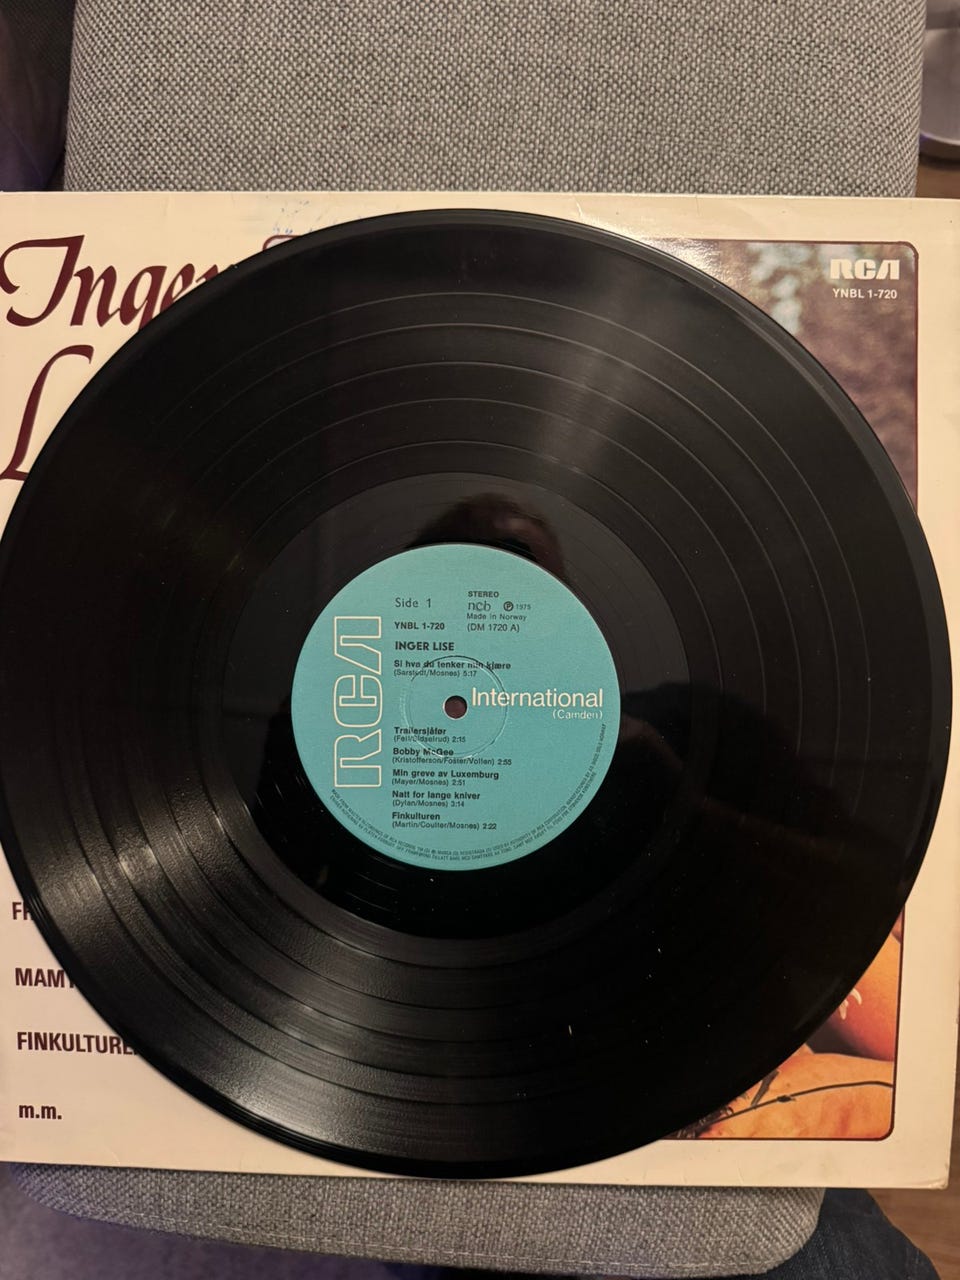 Inger
L
RCA
YNBL 1-720
Side 1
STEREO
ncb ℗ 1975
Made in Norway
YNBL 1-720
(DM 1720 A)
INGER LISE
Si hva du tenker min kjære
(Sarstedt/Mosnes) 5:17
RCA
International
(Camden)
Trailersjåfør
(Fell/Gidselrud) 2:15
Bobby McGee
(Kristofferson/Foster/Vollen) 2:55
Min greve av Luxemburg
(Mayer/Mosnes) 2:51
Natt for lange kniver
(Dylan/Mosnes) 3:14
Finkulturen
(Martin/Coulter/Mosnes) 2:22
FINKULTURE
m.m.